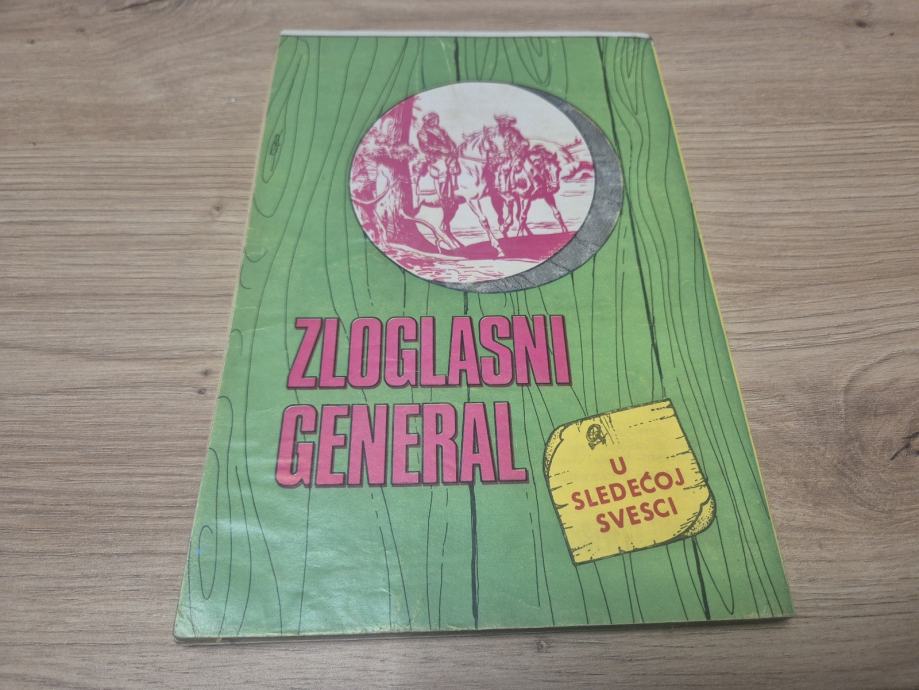 ZLOGLASNI
GENERAL
U
SLEDEĆOJ
SVESCI